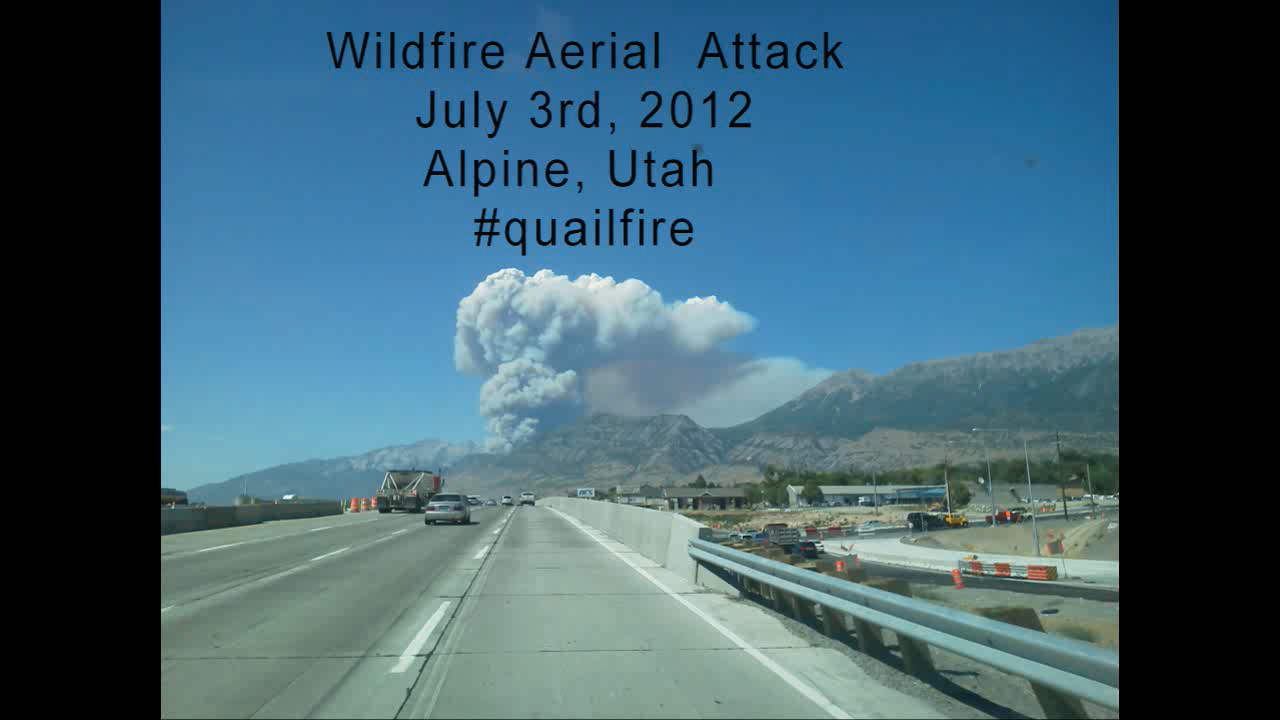 Wildfire Aerial Attack
July 3rd, 2012
Alpine, Utah
#quailfire